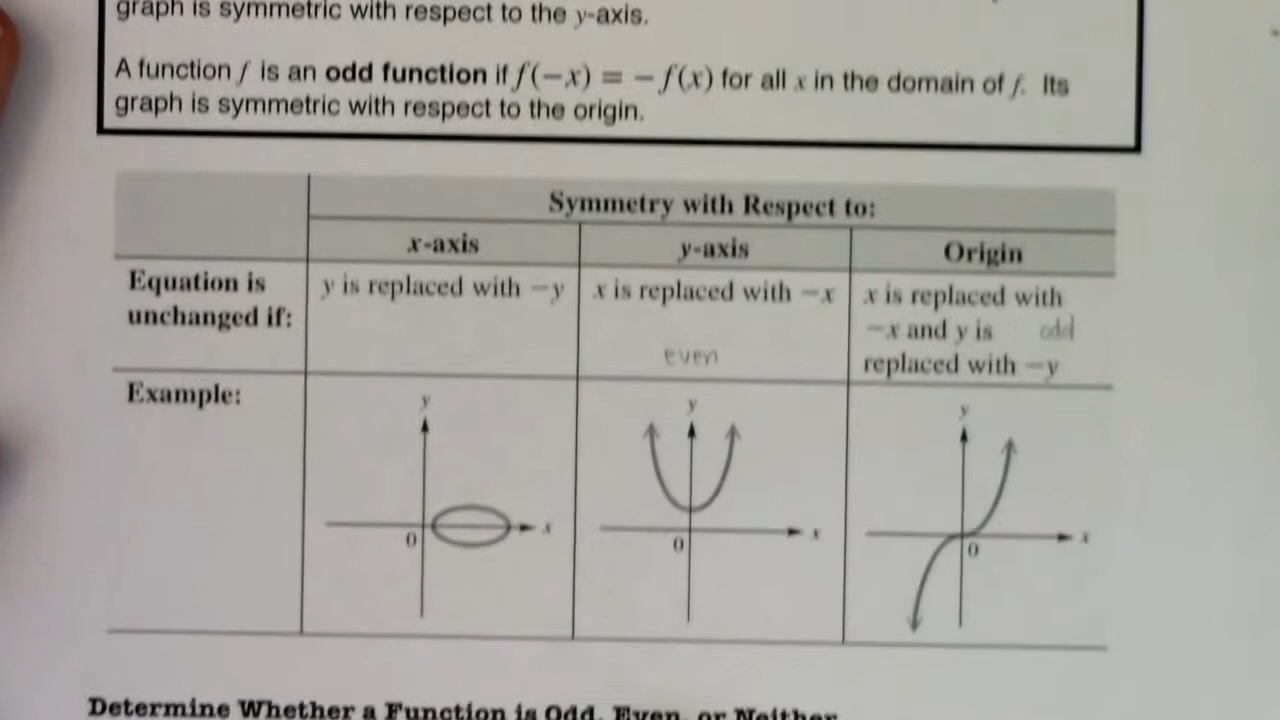 graph is symmetric with respect to the y-axis.
A function f is an odd function if f(−x) = −f(x) for all x in the domain of f. Its
graph is symmetric with respect to the origin.
Symmetry with Respect to:
x-axis y-axis Origin
Equation is
unchanged if:
y is replaced with −y
x is replaced with −x
even
x is replaced with
−x and y is odd
replaced with −y
Example:
y
x
0
y
x
0
y
x
0
Determine Whether a Function is Odd, Even, or Neither